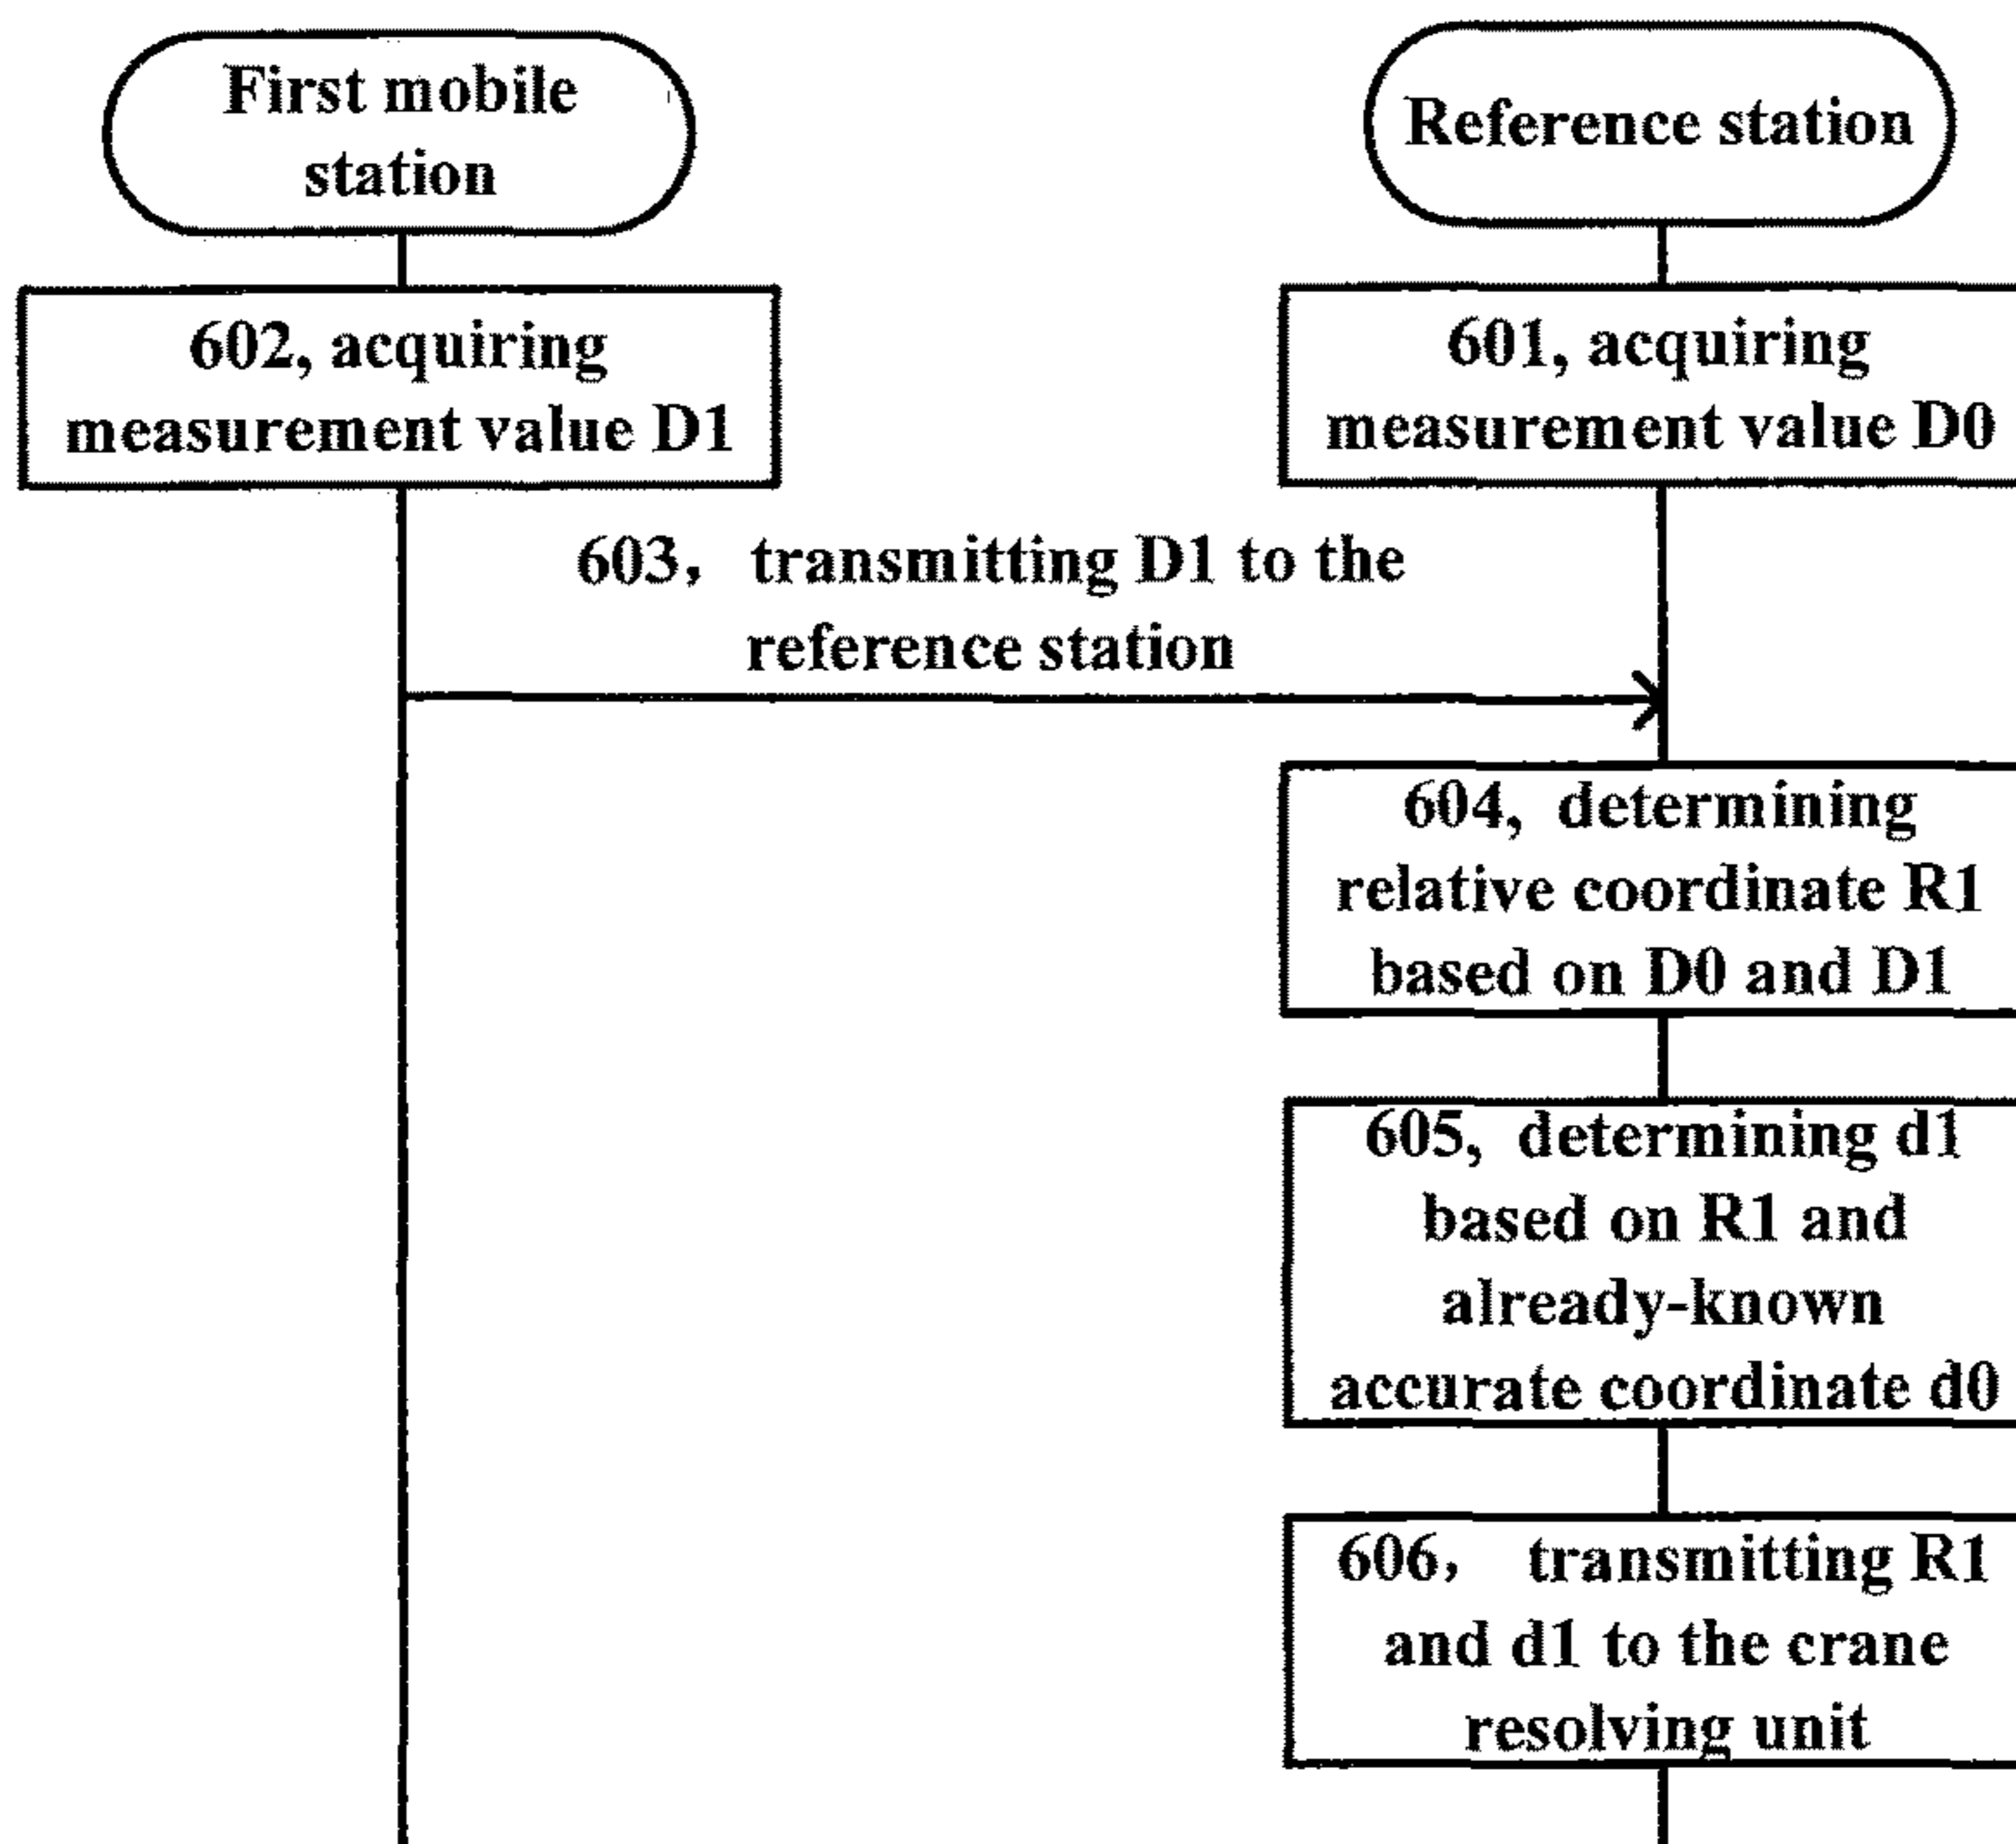 First mobile
station
Reference station
602, acquiring
measurement value D1
601, acquiring
measurement value D0
603, transmitting D1 to the
reference station
604, determining
relative coordinate R1
based on D0 and D1
605, determining d1
based on R1 and
already-known
accurate coordinate d0
606, transmitting R1
and d1 to the crane
resolving unit